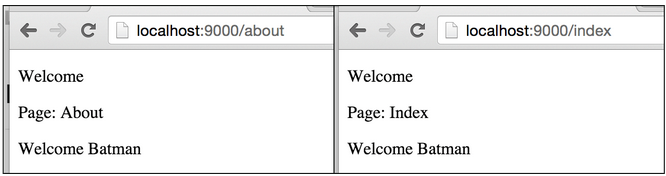 localhost:9000/about
Welcome
Page: About
Welcome Batman
localhost:9000/index
Welcome
Page: Index
Welcome Batman